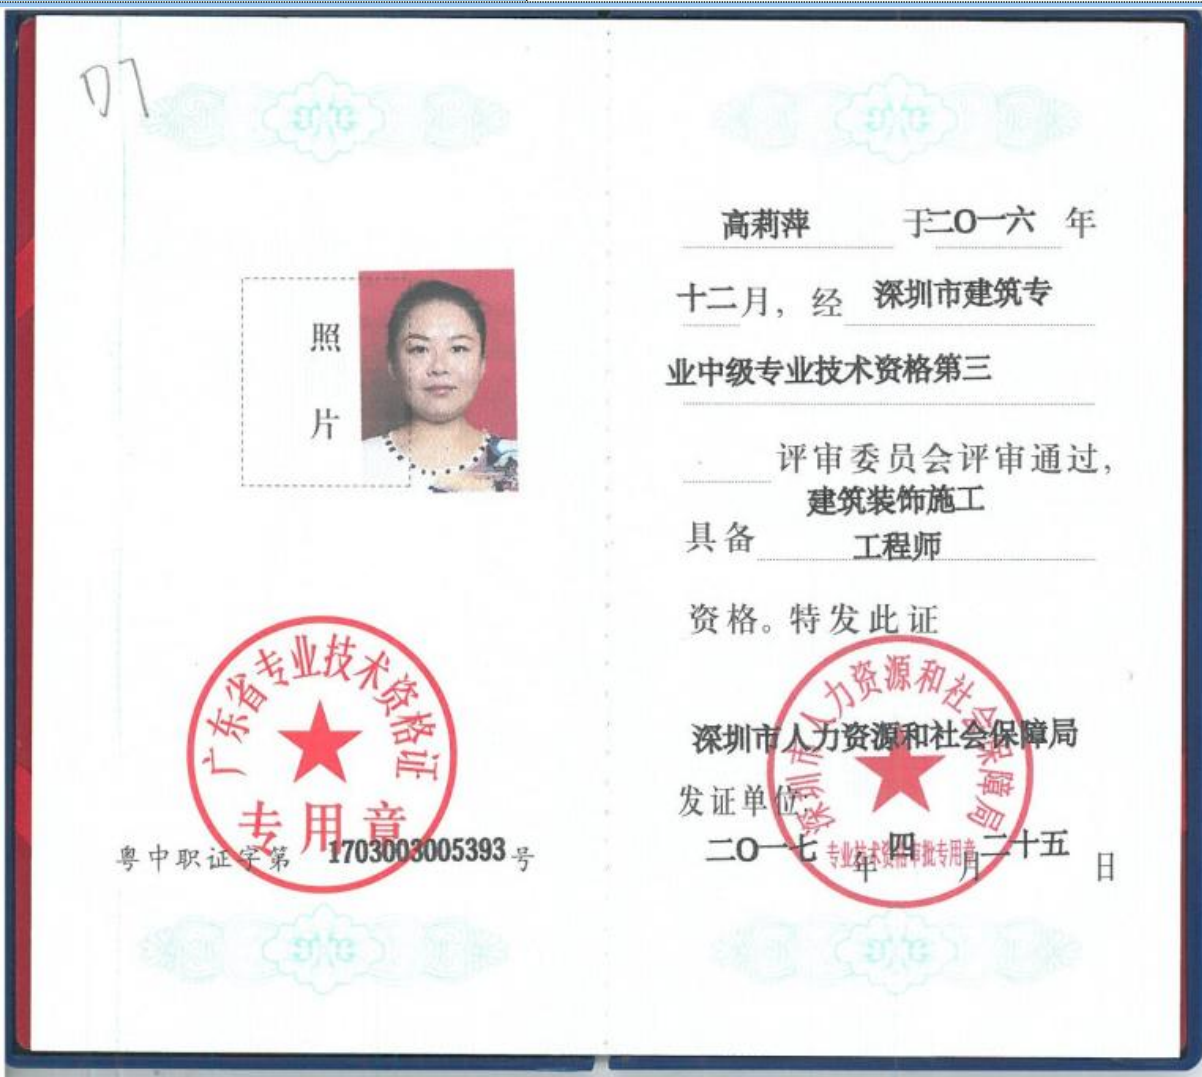 07
照
片
广东省专业技术资格证
专用章
粤中职证字第 1703003005393 号
高莉萍 于二〇一六 年
十二月，经 深圳市建筑专
业中级专业技术资格第三
评审委员会评审通过，
建筑装饰施工
具备 工程师
资格。特发此证
深圳市人力资源和社会保障局
深圳市人力资源和社会保障局
发证单位：
专业技术资格审批专用章
二〇一七 年 四 月 二十五 日